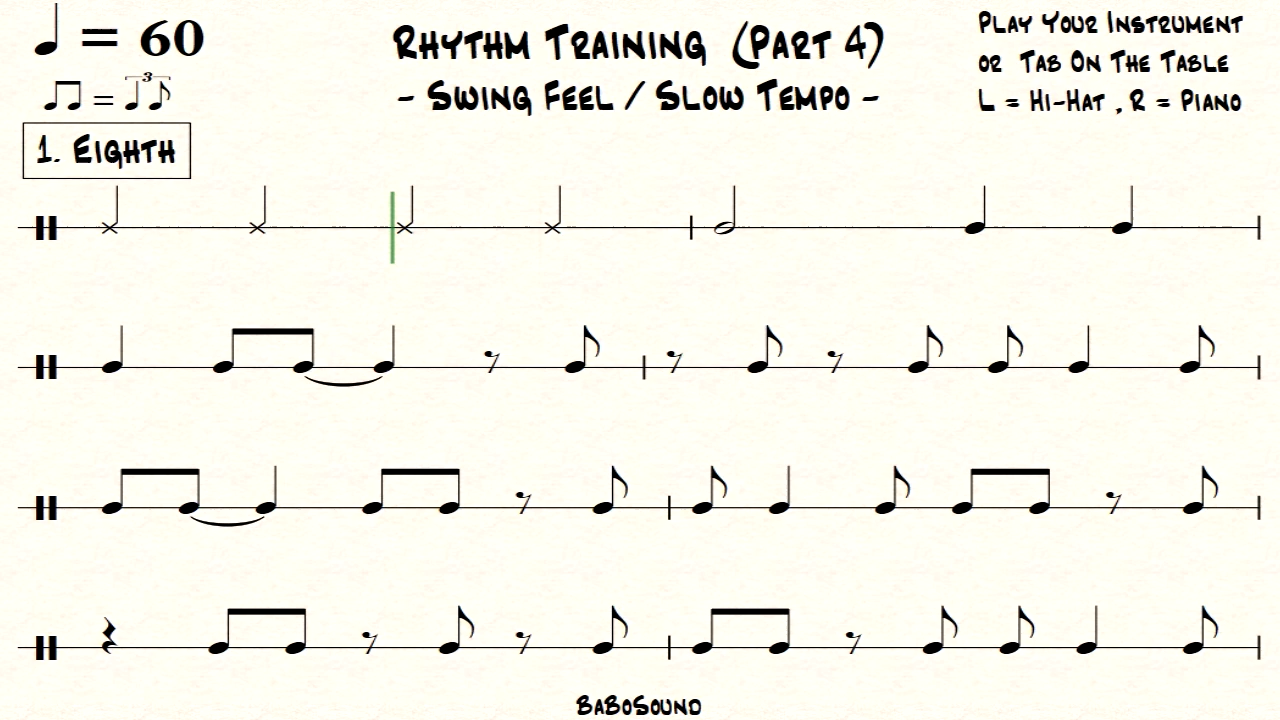 ♩ = 60
♫ = ♩♪ 3
Rhythm Training (Part 4)
- Swing Feel / Slow Tempo -
Play Your Instrument
or Tab On The Table
L = Hi-Hat , R = Piano
1. Eighth
BaBoSound